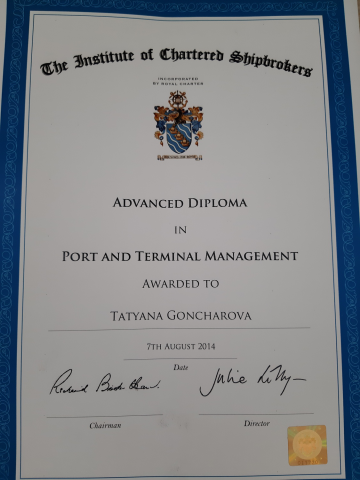 The Institute of Chartered Shipbrokers
INCORPORATED
BY ROYAL CHARTER
ADVANCED DIPLOMA
IN
PORT AND TERMINAL MANAGEMENT
AWARDED TO
TATYANA GONCHAROVA
7TH AUGUST 2014
Date
Chairman
Director